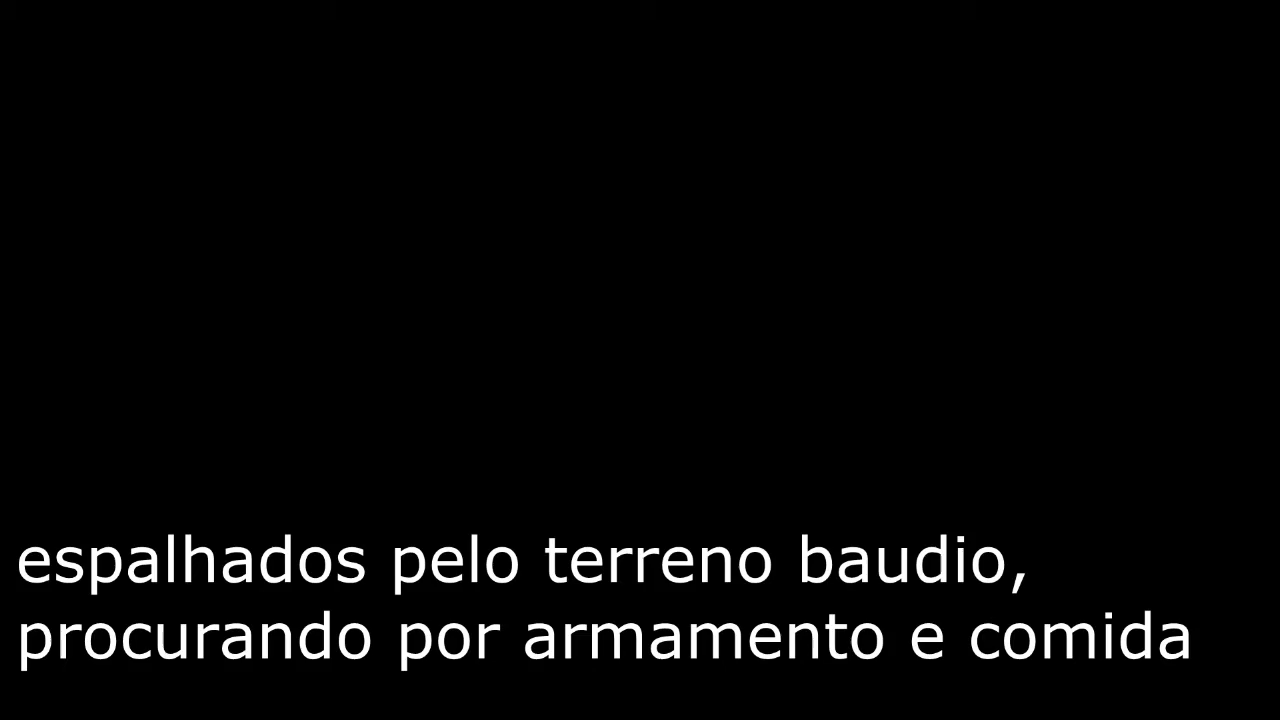 espalhados pelo terreno baudio,
procurando por armamento e comida